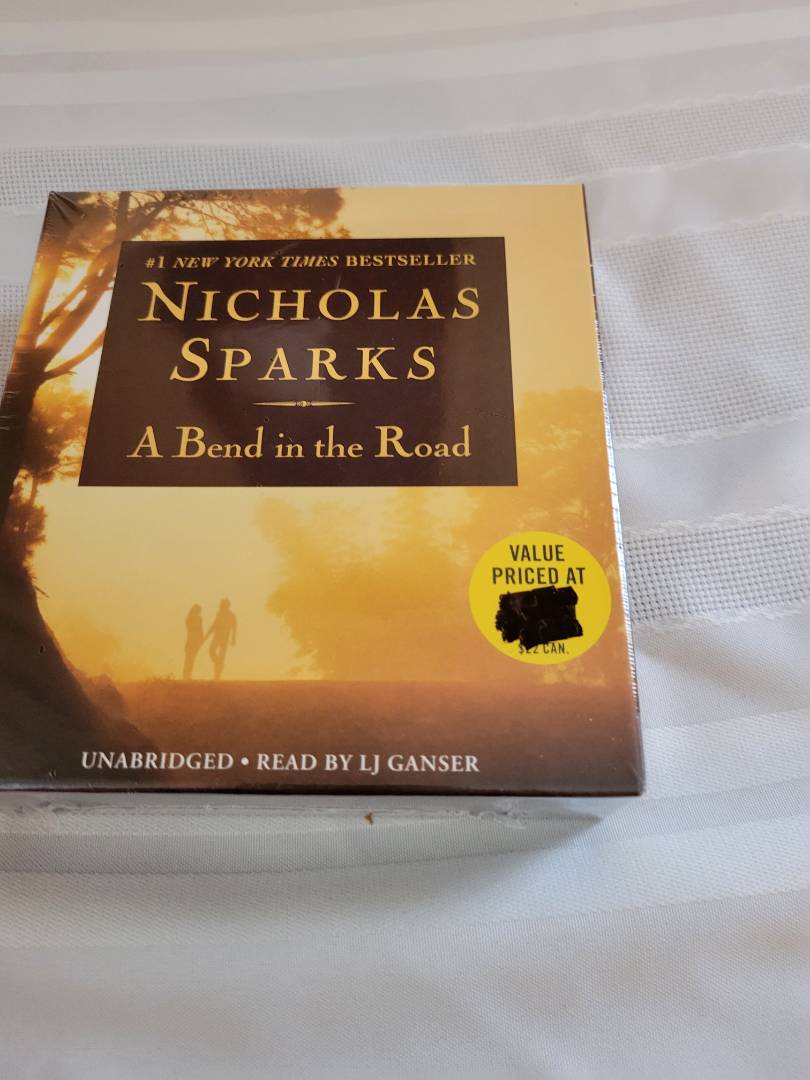 #1 NEW YORK TIMES BESTSELLER
NICHOLAS
SPARKS
A Bend in the Road
VALUE
PRICED AT
$22 CAN.
UNABRIDGED • READ BY LJ GANSER